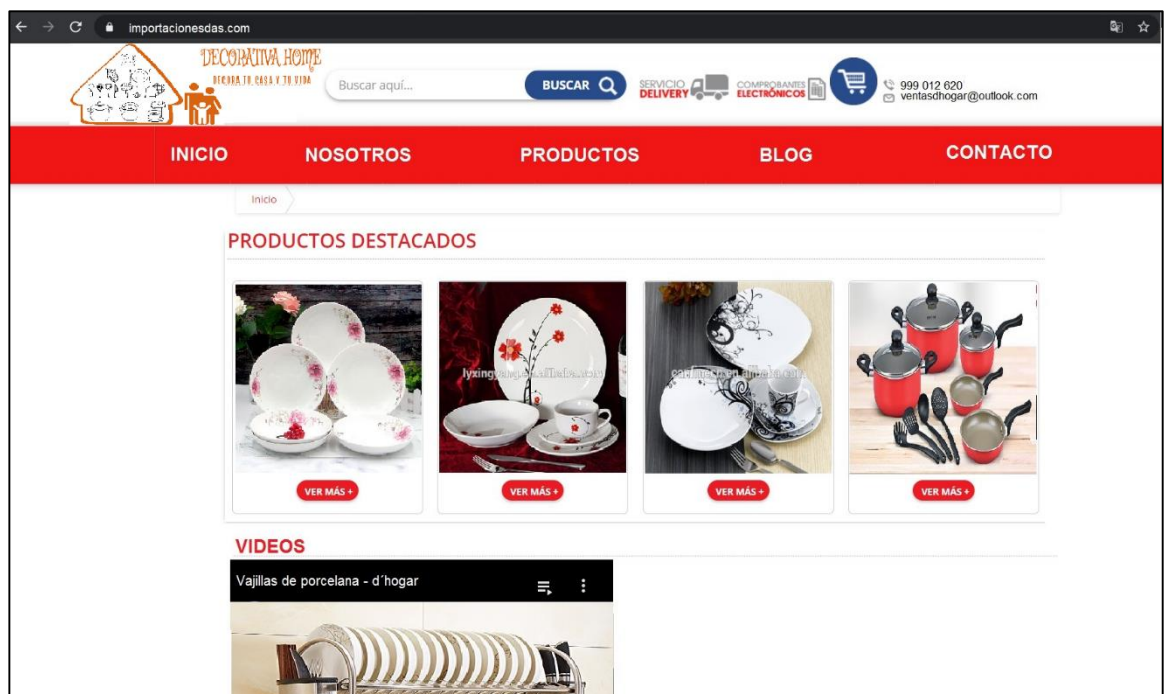 importacionesdas.com
DECORATIVA HOME
DECORA TU CASA Y TU VIDA
Buscar aquí...
BUSCAR
SERVICIO
DELIVERY
COMPROBANTES
ELECTRÓNICOS
999 012 620
ventasdhogar@outlook.com
INICIO NOSOTROS PRODUCTOS BLOG CONTACTO
Inicio
PRODUCTOS DESTACADOS
VER MÁS + VER MÁS + VER MÁS + VER MÁS +
VIDEOS
Vajillas de porcelana - d´hogar